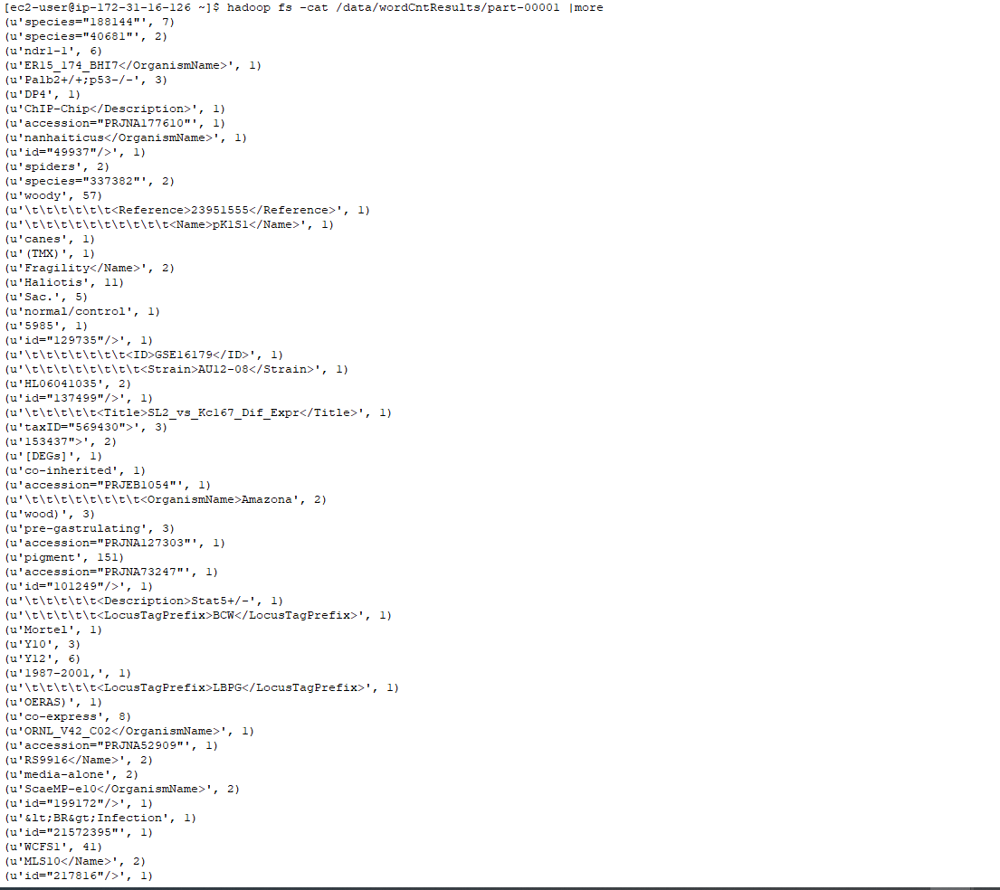 [ec2-user@ip-172-31-16-126 ~]$ hadoop fs -cat /data/wordCntResults/part-00001 |more
(u'species="188144"', 7)
(u'species="40681"', 2)
(u'ndr1-1', 6)
(u'ER15_174_BHI7</OrganismName>', 1)
(u'Palb2+/+;p53-/-', 3)
(u'DP4', 1)
(u'ChIP-Chip</Description>', 1)
(u'accession="PRJNA177610"', 1)
(u'nanhaiticus</OrganismName>', 1)
(u'id="49937"/>', 1)
(u'spiders', 2)
(u'species="337382"', 2)
(u'woody', 57)
(u'\t\t\t\t\t\t<Reference>23951555</Reference>', 1)
(u'\t\t\t\t\t\t\t\t\t\t<Name>pK1S1</Name>', 1)
(u'canes', 1)
(u'(TMX)', 1)
(u'Fragility</Name>', 2)
(u'Haliotis', 11)
(u'Sac.', 5)
(u'normal/control', 1)
(u'5985', 1)
(u'id="129735"/>', 1)
(u'\t\t\t\t\t\t\t<ID>GSE16179</ID>', 1)
(u'\t\t\t\t\t\t\t\t<Strain>AU12-08</Strain>', 1)
(u'HL06041035', 2)
(u'id="137499"/>', 1)
(u'\t\t\t\t\t<Title>SL2_vs_Kc167_Dif_Expr</Title>', 1)
(u'taxID="569430">', 3)
(u'153437">', 2)
(u'[DEGs]', 1)
(u'co-inherited', 1)
(u'accession="PRJEB1054"', 1)
(u'\t\t\t\t\t\t\t\t<OrganismName>Amazona', 2)
(u'wood)', 3)
(u'pre-gastrulating', 3)
(u'accession="PRJNA127303"', 1)
(u'pigment', 151)
(u'accession="PRJNA73247"', 1)
(u'id="101249"/>', 1)
(u'\t\t\t\t\t<Description>Stat5+/-', 1)
(u'\t\t\t\t\t<LocusTagPrefix>BCW</LocusTagPrefix>', 1)
(u'Mortel', 1)
(u'Y10', 3)
(u'Y12', 6)
(u'1987-2001,', 1)
(u'\t\t\t\t\t<LocusTagPrefix>LBPG</LocusTagPrefix>', 1)
(u'OERAS)', 1)
(u'co-express', 8)
(u'ORNL_V42_C02</OrganismName>', 1)
(u'accession="PRJNA52909"', 1)
(u'RS9916</Name>', 2)
(u'media-alone', 2)
(u'ScaeMP-e10</OrganismName>', 2)
(u'id="199172"/>', 1)
(u'&lt;BR&gt;Infection', 1)
(u'id="21572395"', 1)
(u'WCFS1', 41)
(u'MLS10</Name>', 2)
(u'id="217816"/>', 1)